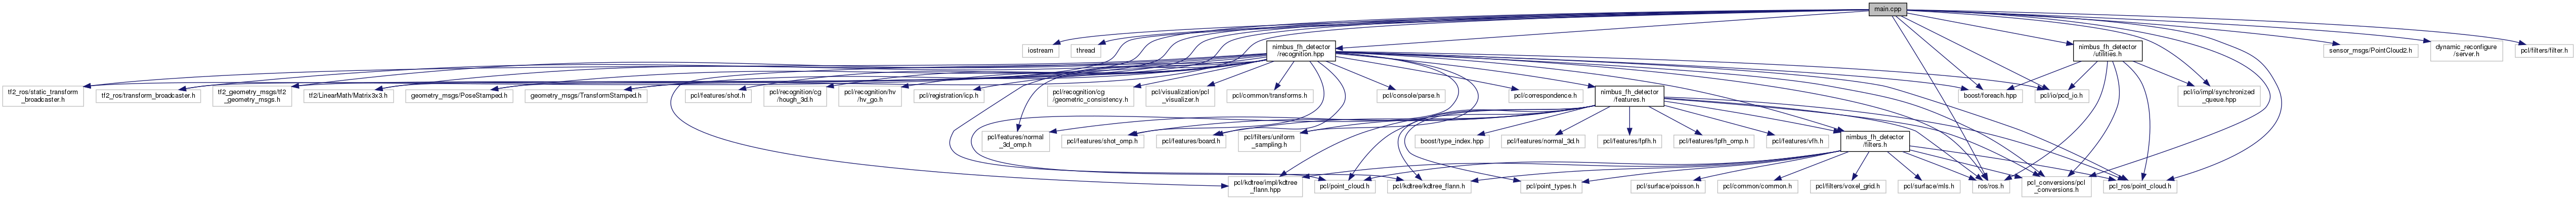 main.cpp
iostream
thread
nimbus_fh_detector
/recognition.hpp
nimbus_fh_detector
/utilities.h
sensor_msgs/PointCloud2.h
dynamic_reconfigure
/server.h
pcl/filters/filter.h
tf2_ros/static_transform
_broadcaster.h
tf2_ros/transform_broadcaster.h
tf2_geometry_msgs/tf2
_geometry_msgs.h
tf2/LinearMath/Matrix3x3.h
geometry_msgs/PoseStamped.h
geometry_msgs/TransformStamped.h
pcl/features/shot.h
pcl/recognition/cg
/hough_3d.h
pcl/recognition/hv
/hv_go.h
pcl/registration/icp.h
pcl/recognition/cg
/geometric_consistency.h
pcl/visualization/pcl
_visualizer.h
pcl/common/transforms.h
pcl/console/parse.h
pcl/correspondence.h
nimbus_fh_detector
/features.h
boost/foreach.hpp
pcl/io/pcd_io.h
pcl/io/impl/synchronized
_queue.hpp
pcl/features/normal
_3d_omp.h
pcl/features/shot_omp.h
pcl/features/board.h
pcl/filters/uniform
_sampling.h
boost/type_index.hpp
pcl/features/normal_3d.h
pcl/features/fpfh.h
pcl/features/fpfh_omp.h
pcl/features/vfh.h
nimbus_fh_detector
/filters.h
pcl/kdtree/impl/kdtree
_flann.hpp
pcl/point_cloud.h
pcl/kdtree/kdtree_flann.h
pcl/point_types.h
pcl/surface/poisson.h
pcl/common/common.h
pcl/filters/voxel_grid.h
pcl/surface/mls.h
ros/ros.h
pcl_conversions/pcl
_conversions.h
pcl_ros/point_cloud.h